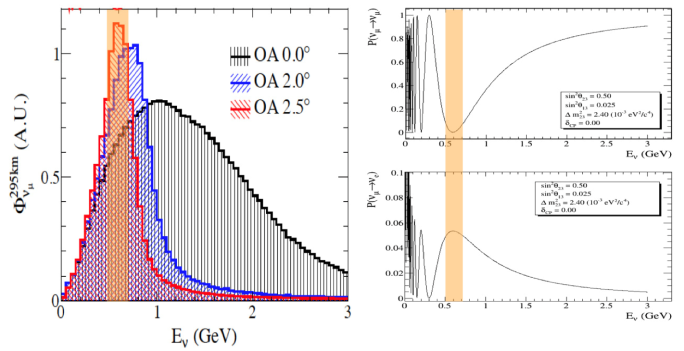 Φ_{ν_μ}^{295km} (A.U.)
1
0.5
0
OA 0.0°
OA 2.0°
OA 2.5°
0 1 2 3
E_ν (GeV)
P(ν_μ→ν_μ)
1
0.8
0.6
0.4
0.2
0
sin²θ₂₃ = 0.50
sin²θ₁₃ = 0.025
Δ m²₂₃ = 2.40 (10⁻³ eV²/c⁴)
δ_CP = 0.00
0 0.5 1 1.5 2 2.5 3
E_ν (GeV)
P(ν_μ→ν_e)
0.1
0.08
0.06
0.04
0.02
0
sin²θ₂₃ = 0.50
sin²θ₁₃ = 0.025
Δ m²₂₃ = 2.40 (10⁻³ eV²/c⁴)
δ_CP = 0.00
0 0.5 1 1.5 2 2.5 3
E_ν (GeV)